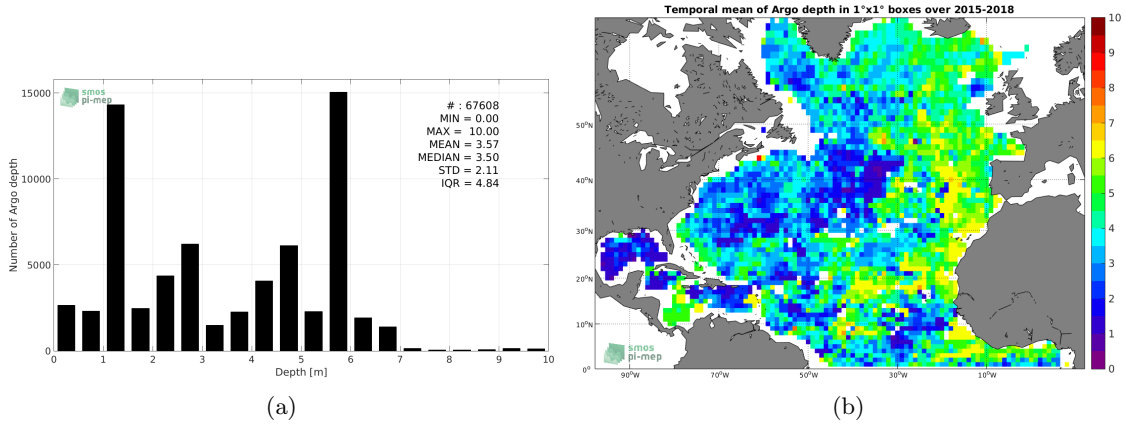 smos
pi-mep
# : 67608
MIN = 0.00
MAX = 10.00
MEAN = 3.57
MEDIAN = 3.50
STD = 2.11
IQR = 4.84
Number of Argo depth
15000
10000
5000
0
0 1 2 3 4 5 6 7 8 9 10
Depth [m]
(a)
Temporal mean of Argo depth in 1°x1° boxes over 2015-2018
50°N
40°N
30°N
20°N
10°N
0°
90°W 70°W 50°W 30°W 10°W
smos
pi-mep
10
9
8
7
6
5
4
3
2
1
0
(b)